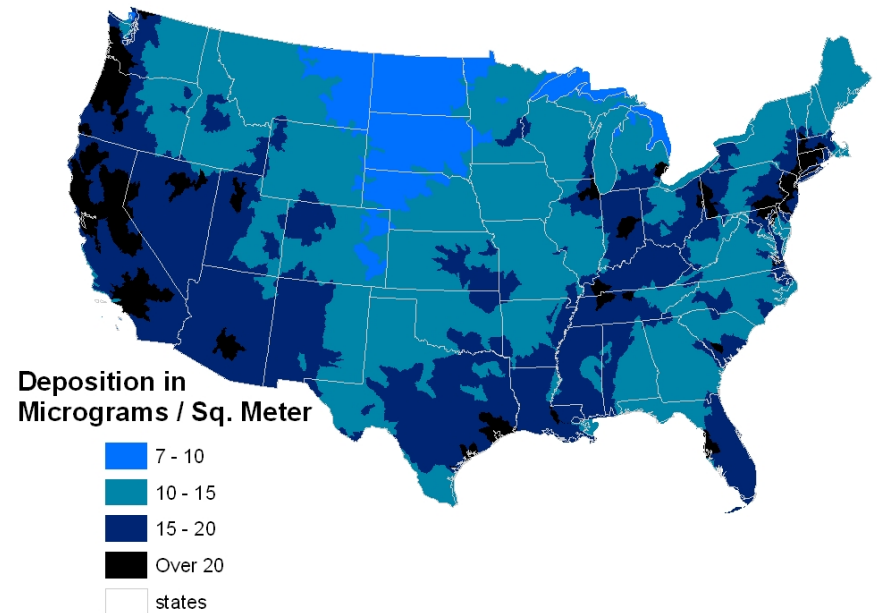 Deposition in
Micrograms / Sq. Meter
7 - 10
10 - 15
15 - 20
Over 20
states